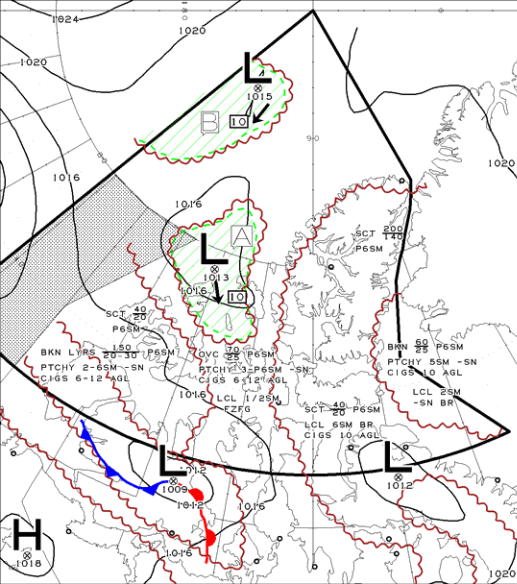 1024
1020
1020
L
1015
B
10
90
1020
1016
1016
A
L
1013
1016
10
SCT 200/140
P6SM
SCT 40/20
P6SM
BKN LYRS 150/20-30 P6SM
PTCHY 2-6SM -SN
CIGS 6-12 AGL
OVC 70/25 P6SM
PTCHY 3-P6SM -SN
CIGS 6-12 AGL
LCL 1/2SM
FZFG
BKN 60/25 P6SM
PTCHY 5SM -SN
CIGS 10 AGL
LCL 2SM
-SN BR
1016
SCT 40/20 P6SM
LCL 6SM BR
CIGS 10 AGL
L
1012
1009
1012
1016
1016
L
1012
H
1018
1020